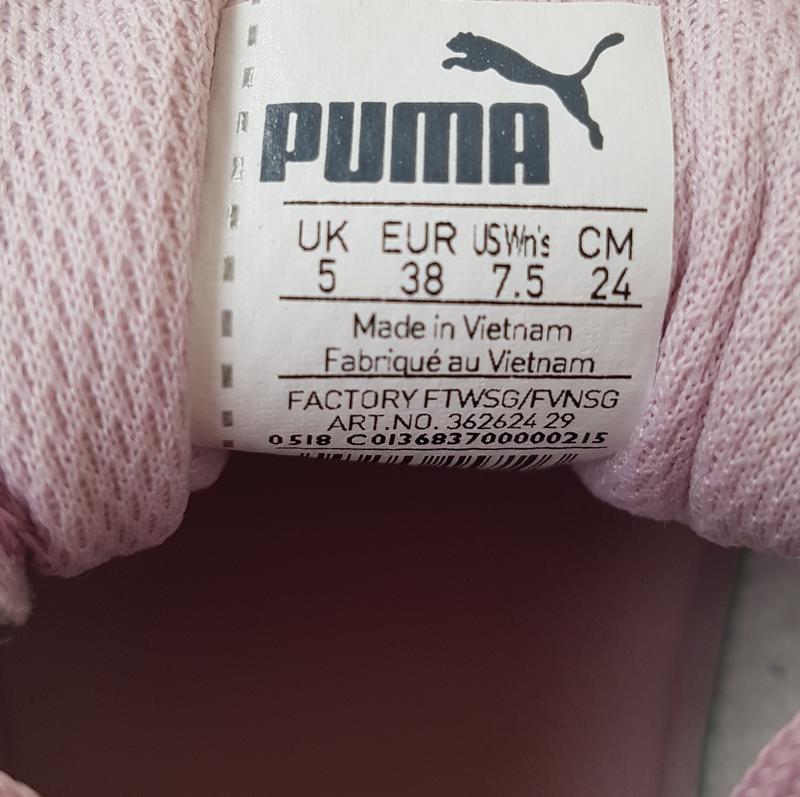 PUMA
UK EUR US Wn's CM
5 38 7.5 24
Made in Vietnam
Fabriqué au Vietnam
FACTORY FTWSG/FVNSG
ART.NO. 362624 29
0518 C013683700000215